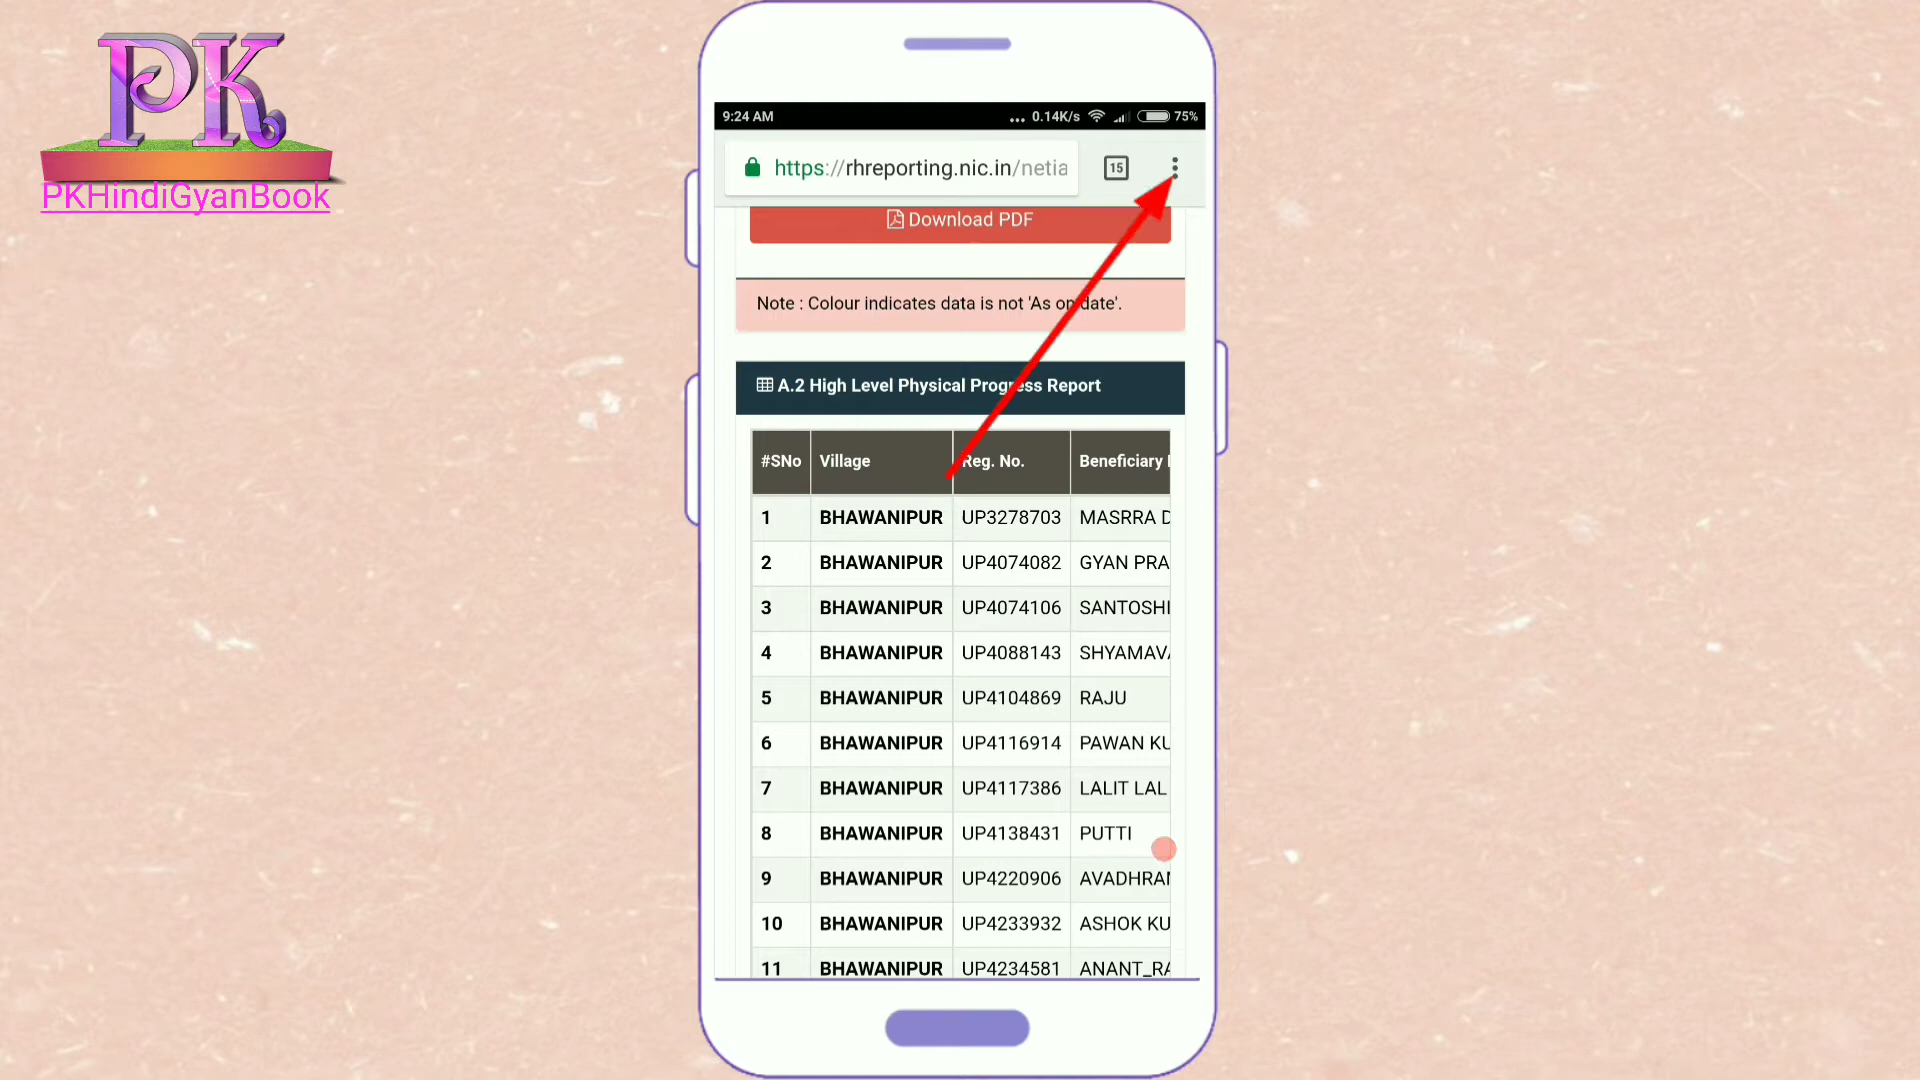 PK
PKHindiGyanBook
9:24 AM ... 0.14K/s 75%
https://rhreporting.nic.in/netia 15
Download PDF
Note : Colour indicates data is not 'As on date'.
A.2 High Level Physical Progress Report
#SNo Village Reg. No. Beneficiary
1 BHAWANIPUR UP3278703 MASRRA D
2 BHAWANIPUR UP4074082 GYAN PRA
3 BHAWANIPUR UP4074106 SANTOSHI
4 BHAWANIPUR UP4088143 SHYAMAVA
5 BHAWANIPUR UP4104869 RAJU
6 BHAWANIPUR UP4116914 PAWAN KU
7 BHAWANIPUR UP4117386 LALIT LAL
8 BHAWANIPUR UP4138431 PUTTI
9 BHAWANIPUR UP4220906 AVADHRAM
10 BHAWANIPUR UP4233932 ASHOK KU
11 BHAWANIPUR UP4234581 ANANT_RA